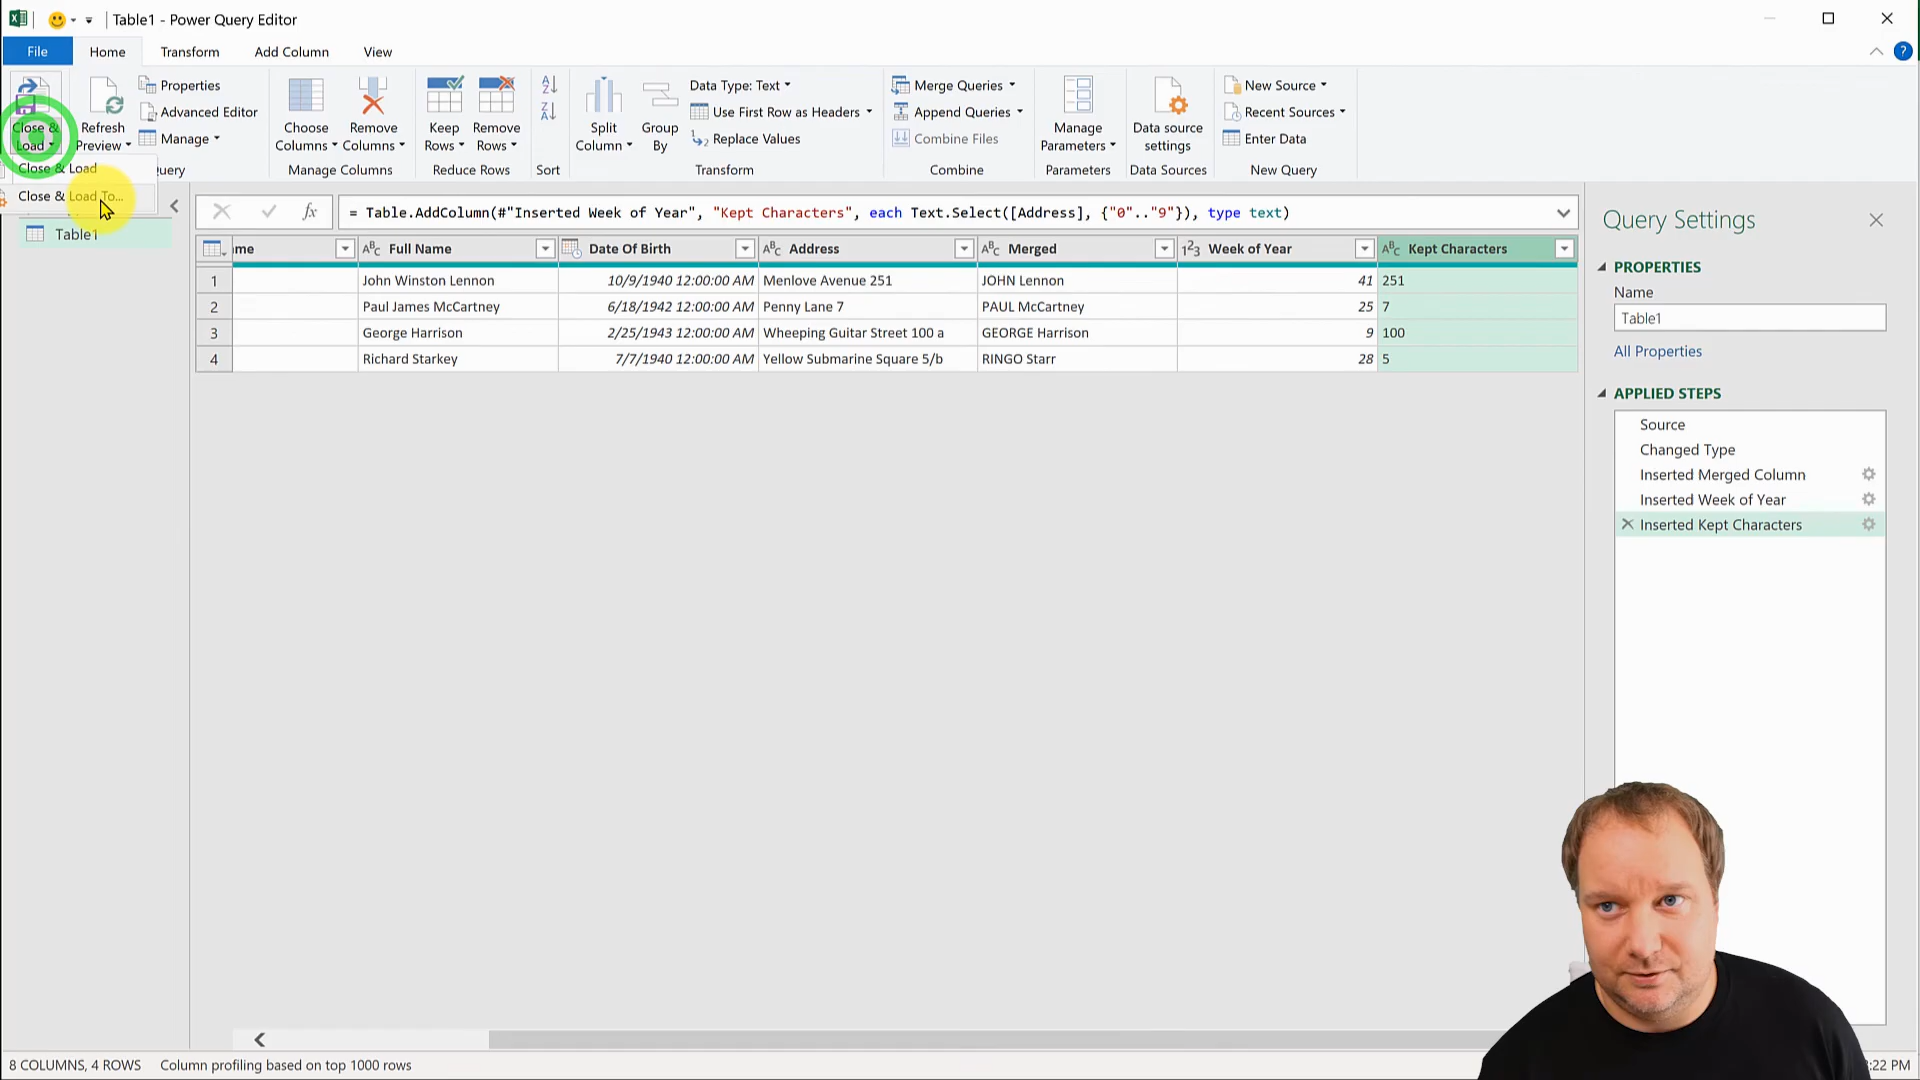 Table1 - Power Query Editor
File Home Transform Add Column View
Close & Load
Refresh Preview
Properties
Advanced Editor
Manage
Choose Columns
Remove Columns
Keep Rows
Remove Rows
Split Column
Group By
Data Type: Text
Use First Row as Headers
Replace Values
Merge Queries
Append Queries
Combine Files
Manage Parameters
Data source settings
New Source
Recent Sources
Enter Data
Manage Columns Reduce Rows Sort Transform Combine Parameters Data Sources New Query
Close & Load
Close & Load To...
Table1
= Table.AddColumn(#"Inserted Week of Year", "Kept Characters", each Text.Select([Address], {"0".."9"}), type text)
Full Name Date Of Birth Address Merged Week of Year Kept Characters
1 John Winston Lennon 10/9/1940 12:00:00 AM Menlove Avenue 251 JOHN Lennon 41 251
2 Paul James McCartney 6/18/1942 12:00:00 AM Penny Lane 7 PAUL McCartney 25 7
3 George Harrison 2/25/1943 12:00:00 AM Wheeping Guitar Street 100 a GEORGE Harrison 9 100
4 Richard Starkey 7/7/1940 12:00:00 AM Yellow Submarine Square 5/b RINGO Starr 28 5
Query Settings
PROPERTIES
Name
Table1
All Properties
APPLIED STEPS
Source
Changed Type
Inserted Merged Column
Inserted Week of Year
Inserted Kept Characters
8 COLUMNS, 4 ROWS Column profiling based on top 1000 rows
:22 PM